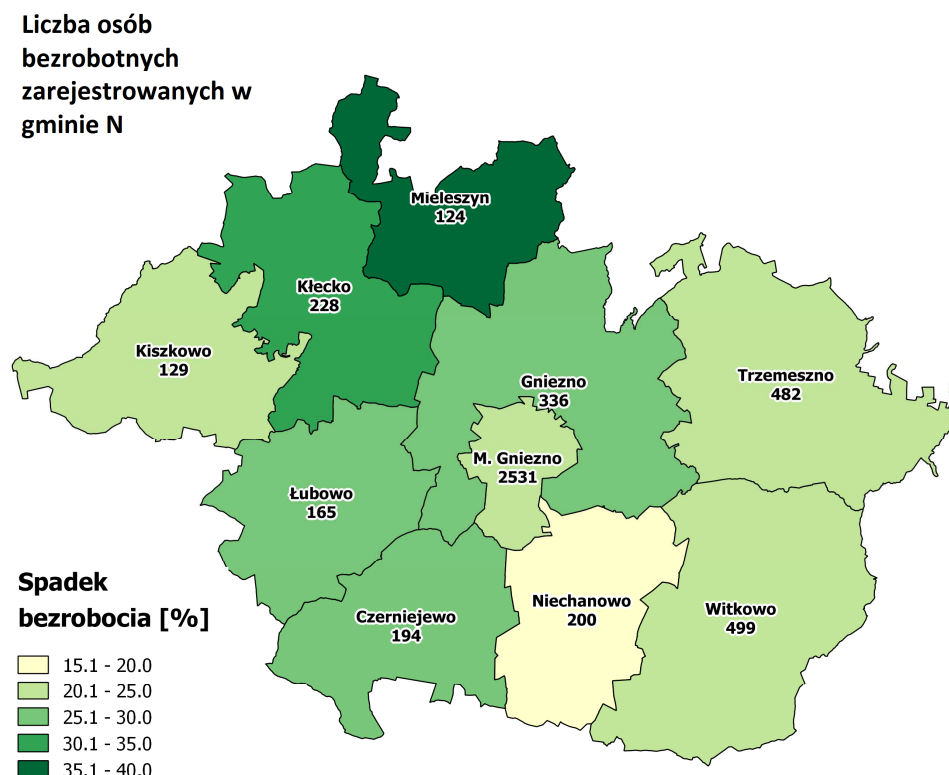 Liczba osób
bezrobotnych
zarejestrowanych w
gminie N
Mieleszyn
124
Kłecko
228
Kiszkowo
129
Gniezno
336
Trzemeszno
482
M. Gniezno
2531
Łubowo
165
Niechanowo
200
Witkowo
499
Czerniejewo
194
Spadek
bezrobocia [%]
15.1 - 20.0
20.1 - 25.0
25.1 - 30.0
30.1 - 35.0
35.1 - 40.0